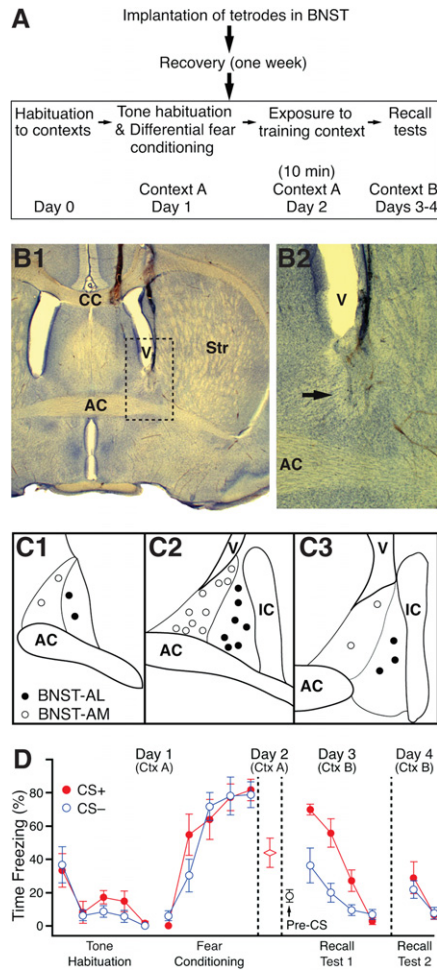 A
Implantation of tetrodes in BNST
Recovery (one week)
Habituation to contexts
Day 0
Tone habituation & Differential fear conditioning
Context A
Day 1
Exposure to training context
(10 min)
Context A
Day 2
Recall tests
Context B
Days 3-4
B1
CC
V
Str
AC
B2
V
AC
C1
AC
BNST-AL
BNST-AM
C2
V
IC
AC
C3
V
IC
AC
D
Day 1
(Ctx A)
Day 2
(Ctx A)
Day 3
(Ctx B)
Day 4
(Ctx B)
CS+
CS−
Time Freezing (%)
80
60
40
20
0
Pre-CS
Tone
Habituation
Fear
Conditioning
Recall
Test 1
Recall
Test 2